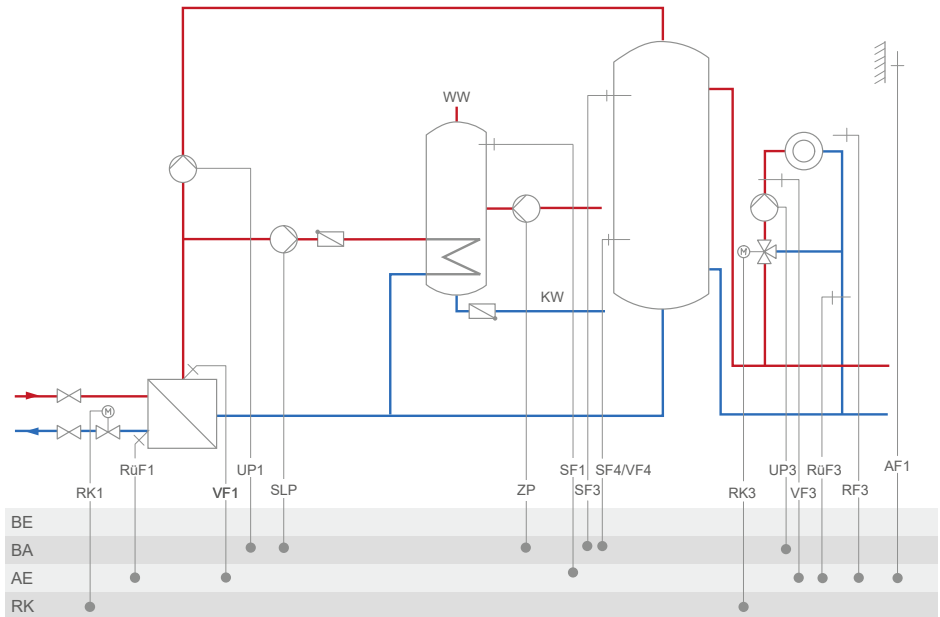 WW
M
KW
M
RüF1
UP1
SF1
SF4/VF4
UP3
RüF3
AF1
RK1
VF1
SLP
ZP
SF3
RK3
VF3
RF3
BE
BA
AE
RK